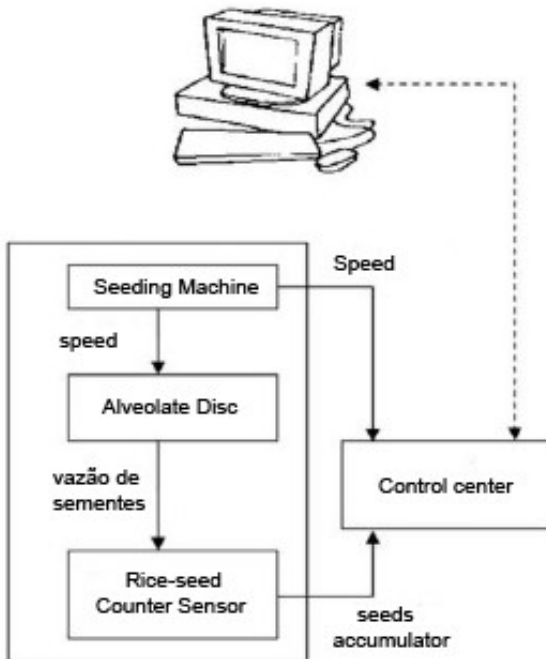 Seeding Machine
Speed
speed
Alveolate Disc
vazão de
sementes
Control center
Rice-seed
Counter Sensor
seeds
accumulator